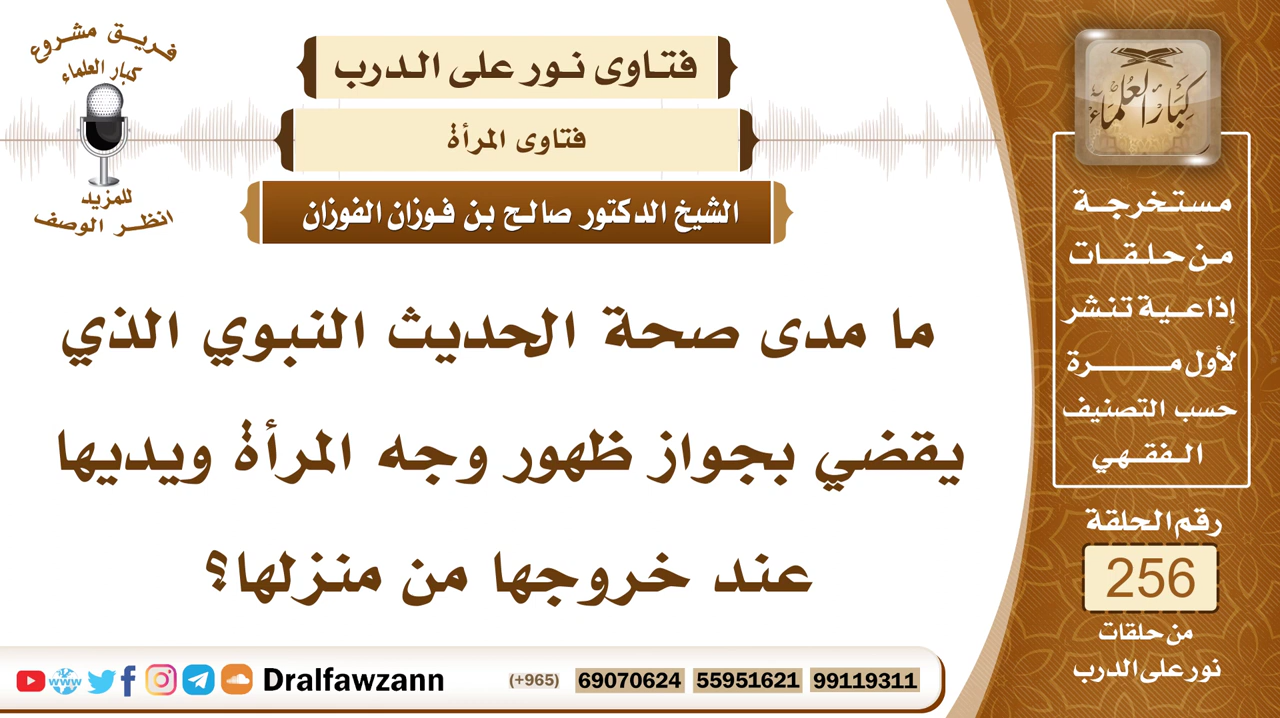 فريق مشروع
كبار العلماء
للمزيد
انظر الوصف
فتاوى نور على الدرب
فتاوى المرأة
الشيخ الدكتور صالح بن فوزان الفوزان
ما مدى صحة الحديث النبوي الذي
يقضي بجواز ظهور وجه المرأة ويديها
عند خروجها من منزلها؟
كبار العلماء
مستخرجة
من حلقات
إذاعية تنشر
لأول مرة
حسب التصنيف
الفقهي
رقم الحلقة
256
من حلقات
نور على الدرب
www Dralfawzann (+965) 69070624 55951621 99119311